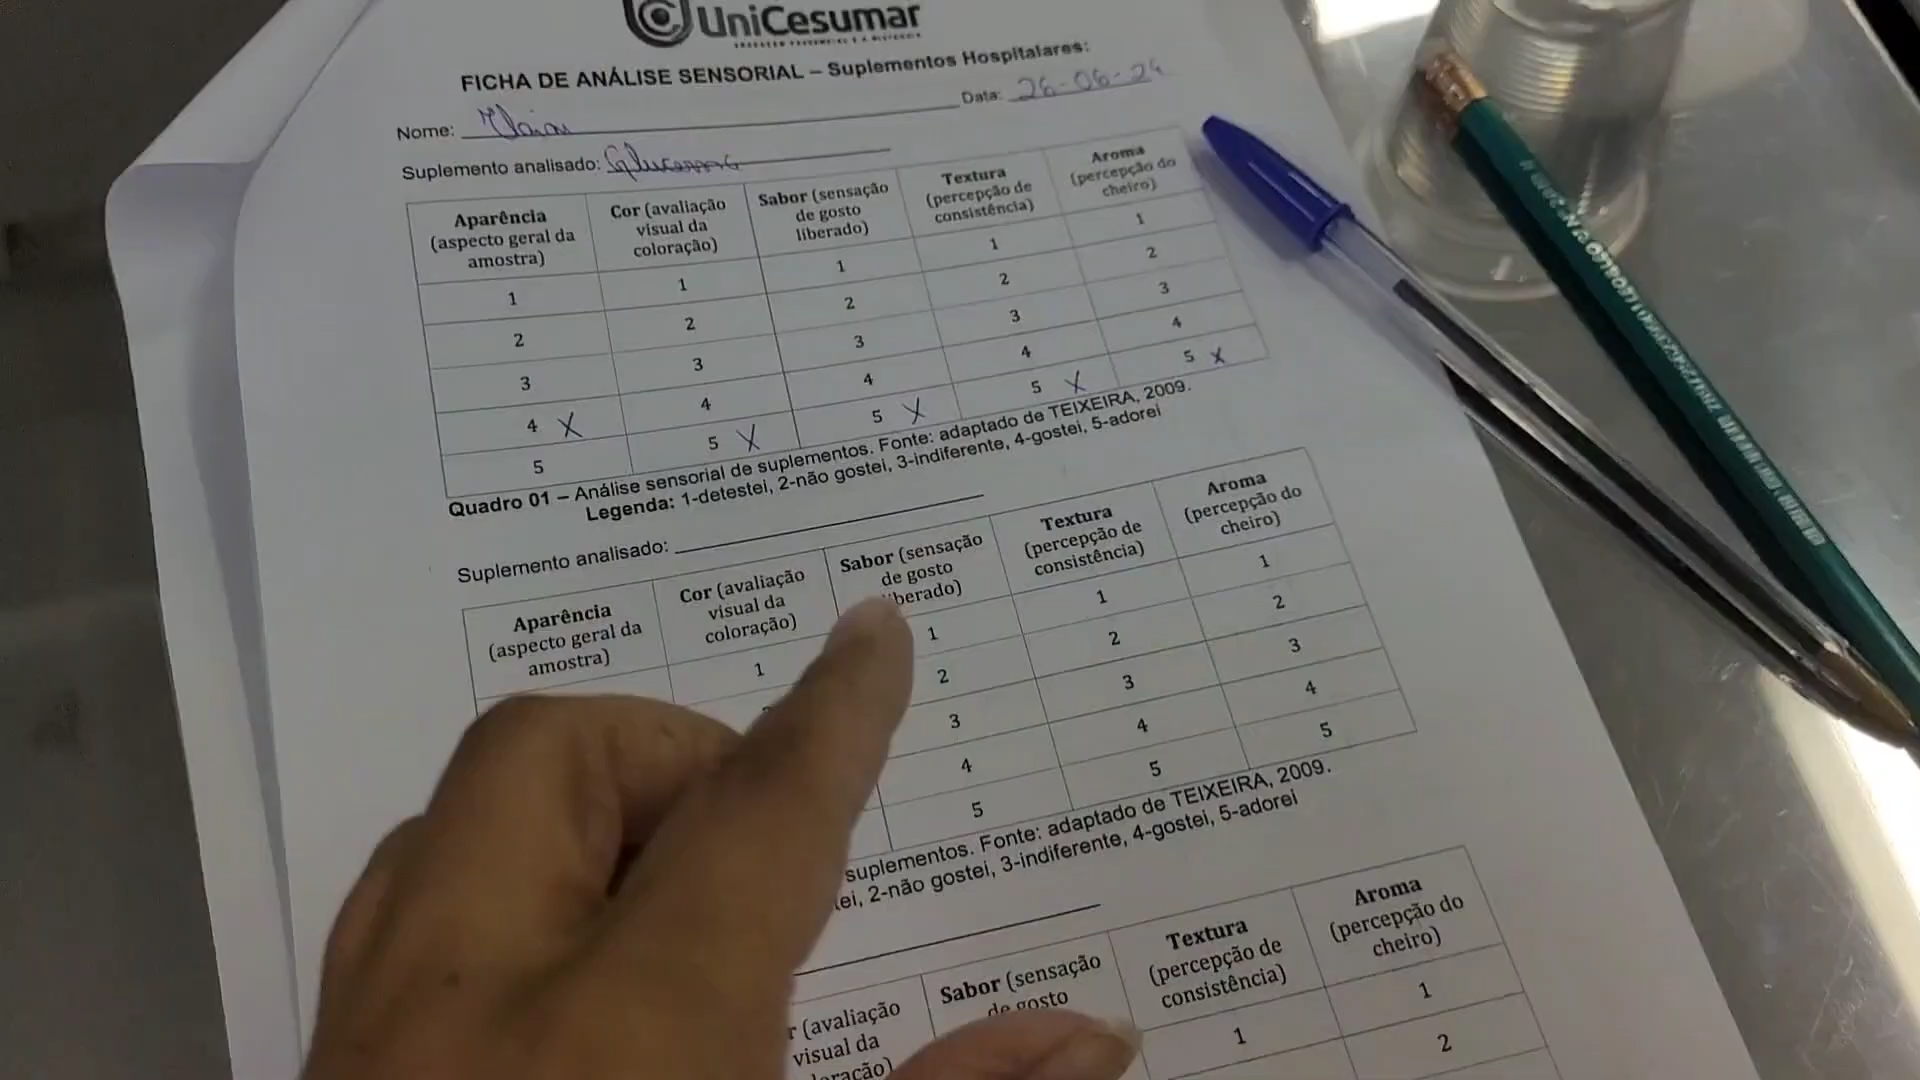 UniCesumar
FICHA DE ANÁLISE SENSORIAL – Suplementos Hospitalares:
Nome: Data: 26-06-24
Suplemento analisado:
Aparência (aspecto geral da amostra) Cor (avaliação visual da coloração) Sabor (sensação de gosto liberado) Textura (percepção de consistência) Aroma (percepção do cheiro)
1 1 1 1 1
2 2 2 2 2
3 3 3 3 3
4 X 4 4 4 4
5 5 X 5 X 5 X 5 X
Quadro 01 – Análise sensorial de suplementos. Fonte: adaptado de TEIXEIRA, 2009.
Legenda: 1-detestei, 2-não gostei, 3-indiferente, 4-gostei, 5-adorei
Suplemento analisado:
Aparência (aspecto geral da amostra) Cor (avaliação visual da coloração) Sabor (sensação de gosto liberado) Textura (percepção de consistência) Aroma (percepção do cheiro)
1 1 1 1
2 2 2
3 3 3
4 4 4
5 5 5
suplementos. Fonte: adaptado de TEIXEIRA, 2009.
2-não gostei, 3-indiferente, 4-gostei, 5-adorei
(avaliação visual da Sabor (sensação de gosto Textura (percepção de consistência) Aroma (percepção do cheiro)
1 1
2